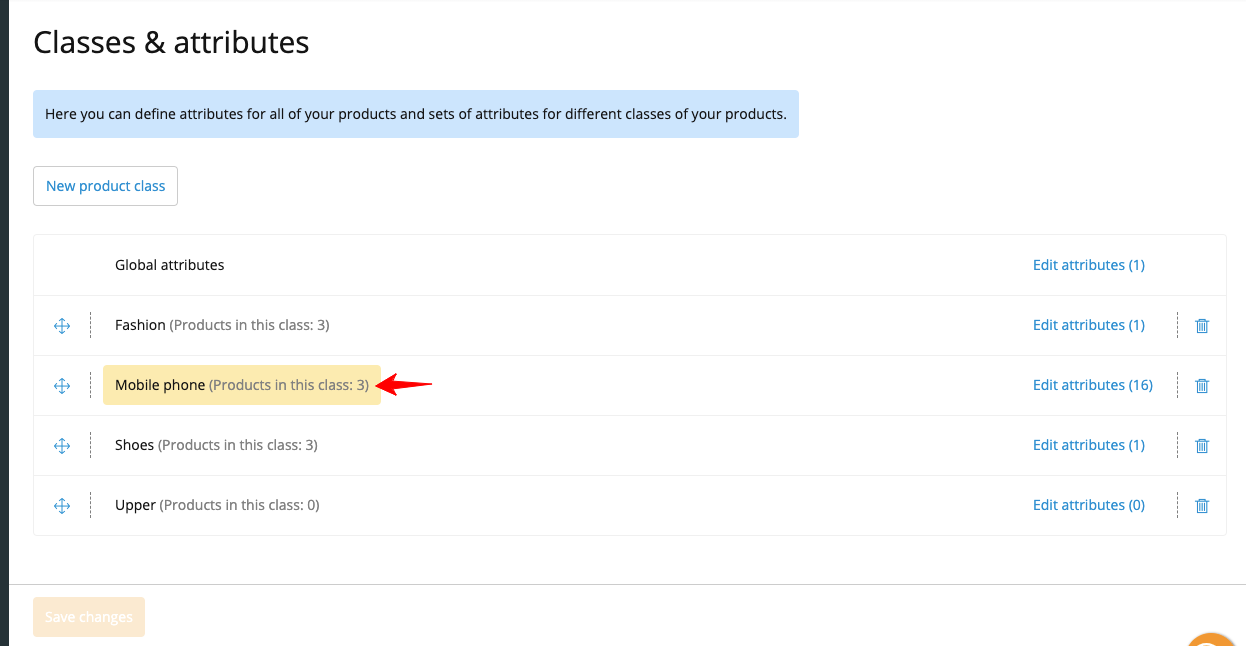 Classes & attributes
Here you can define attributes for all of your products and sets of attributes for different classes of your products.
New product class
Global attributes Edit attributes (1)
Fashion (Products in this class: 3) Edit attributes (1)
Mobile phone (Products in this class: 3) Edit attributes (16)
Shoes (Products in this class: 3) Edit attributes (1)
Upper (Products in this class: 0) Edit attributes (0)
Save changes